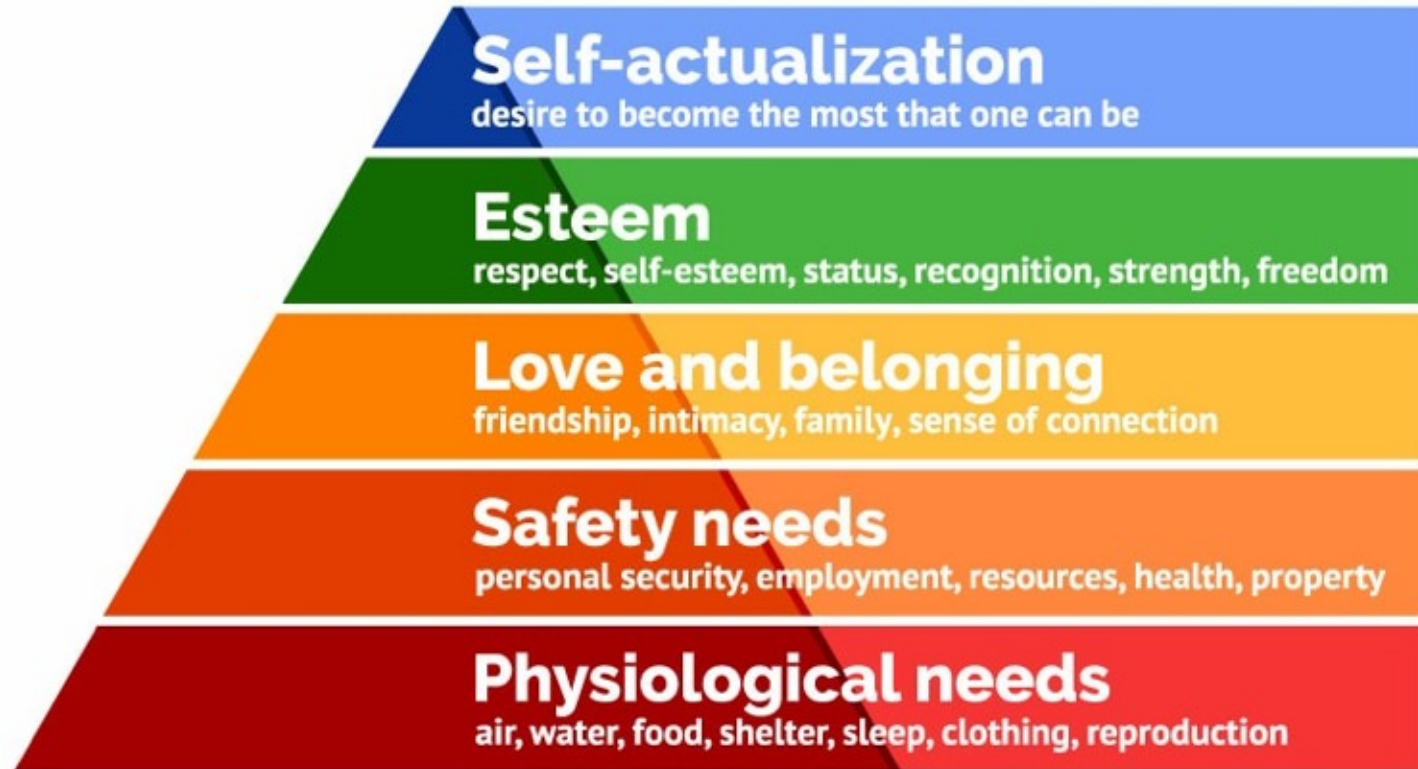 Self-actualization
desire to become the most that one can be
Esteem
respect, self-esteem, status, recognition, strength, freedom
Love and belonging
friendship, intimacy, family, sense of connection
Safety needs
personal security, employment, resources, health, property
Physiological needs
air, water, food, shelter, sleep, clothing, reproduction